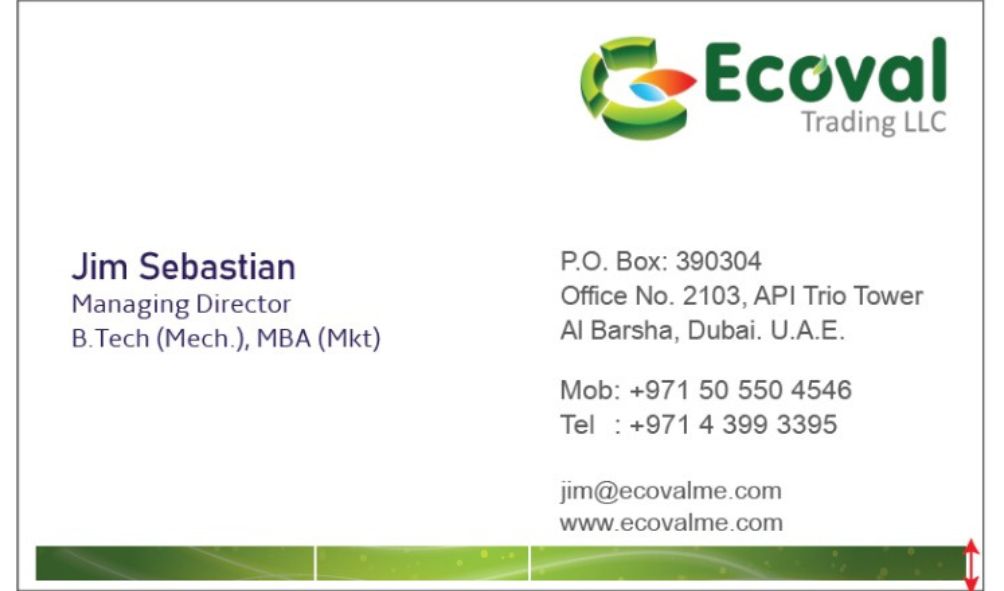 Ecoval
Trading LLC
Jim Sebastian
Managing Director
B.Tech (Mech.), MBA (Mkt)
P.O. Box: 390304
Office No. 2103, API Trio Tower
Al Barsha, Dubai. U.A.E.
Mob: +971 50 550 4546
Tel : +971 4 399 3395
jim@ecovalme.com
www.ecovalme.com